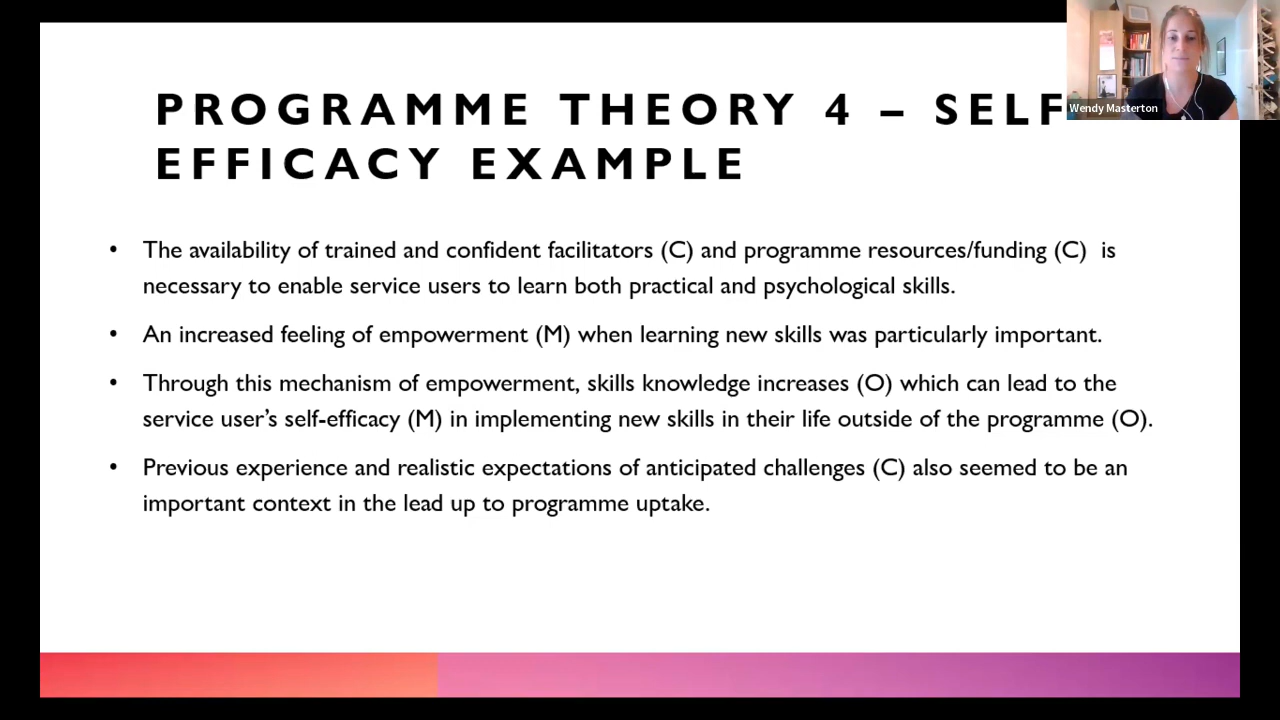 PROGRAMME THEORY 4 – SELF
EFFICACY EXAMPLE
Wendy Masterton
• The availability of trained and confident facilitators (C) and programme resources/funding (C)  is
necessary to enable service users to learn both practical and psychological skills.
• An increased feeling of empowerment (M) when learning new skills was particularly important.
• Through this mechanism of empowerment, skills knowledge increases (O) which can lead to the
service user's self-efficacy (M) in implementing new skills in their life outside of the programme (O).
• Previous experience and realistic expectations of anticipated challenges (C) also seemed to be an
important context in the lead up to programme uptake.